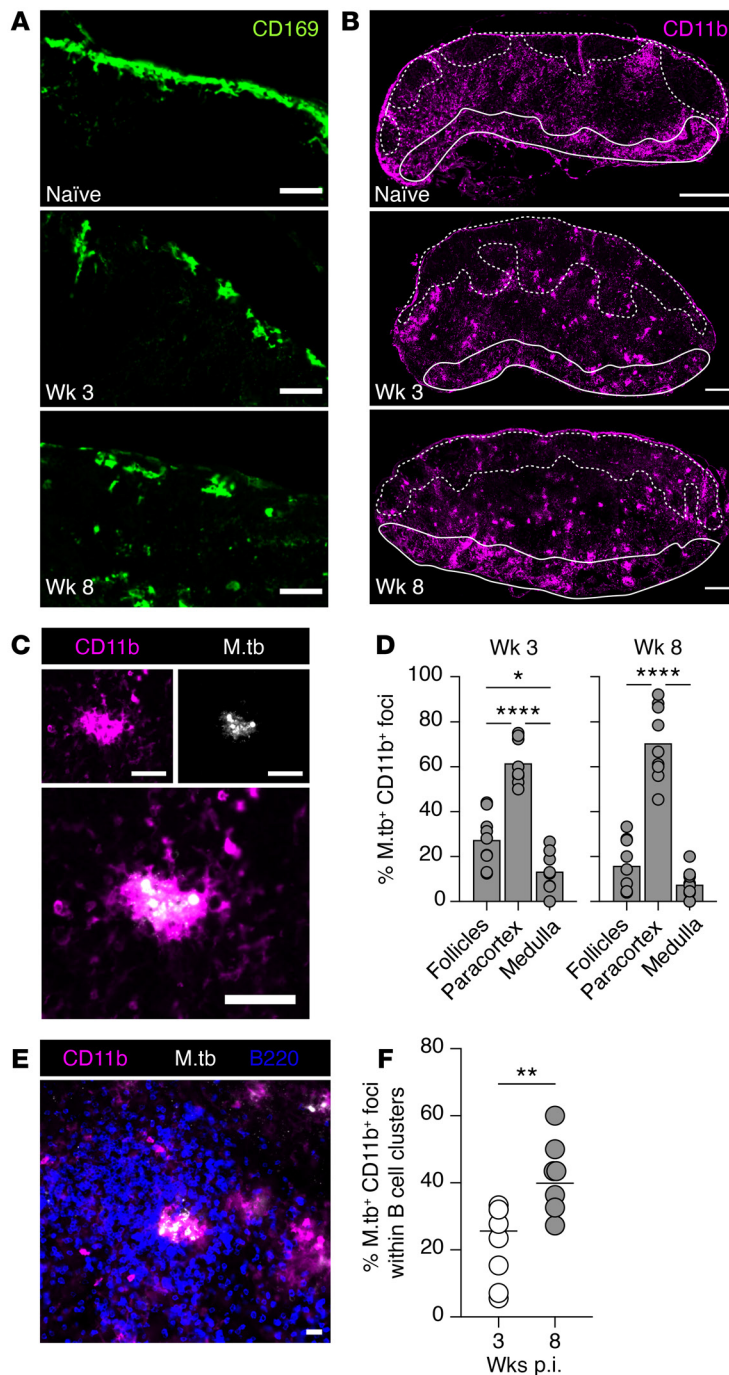 A
CD169
Naïve
Wk 3
Wk 8
B
CD11b
Naïve
Wk 3
Wk 8
C
CD11b M.tb
D
Wk 3 Wk 8
% M.tb⁺ CD11b⁺ foci
100
80
60
40
20
0
* 
****
****
Follicles
Paracortex
Medulla
Follicles
Paracortex
Medulla
E
CD11b M.tb B220
F
% M.tb⁺ CD11b⁺ foci
within B cell clusters
80
60
40
20
0
**
3 8
Wks p.i.